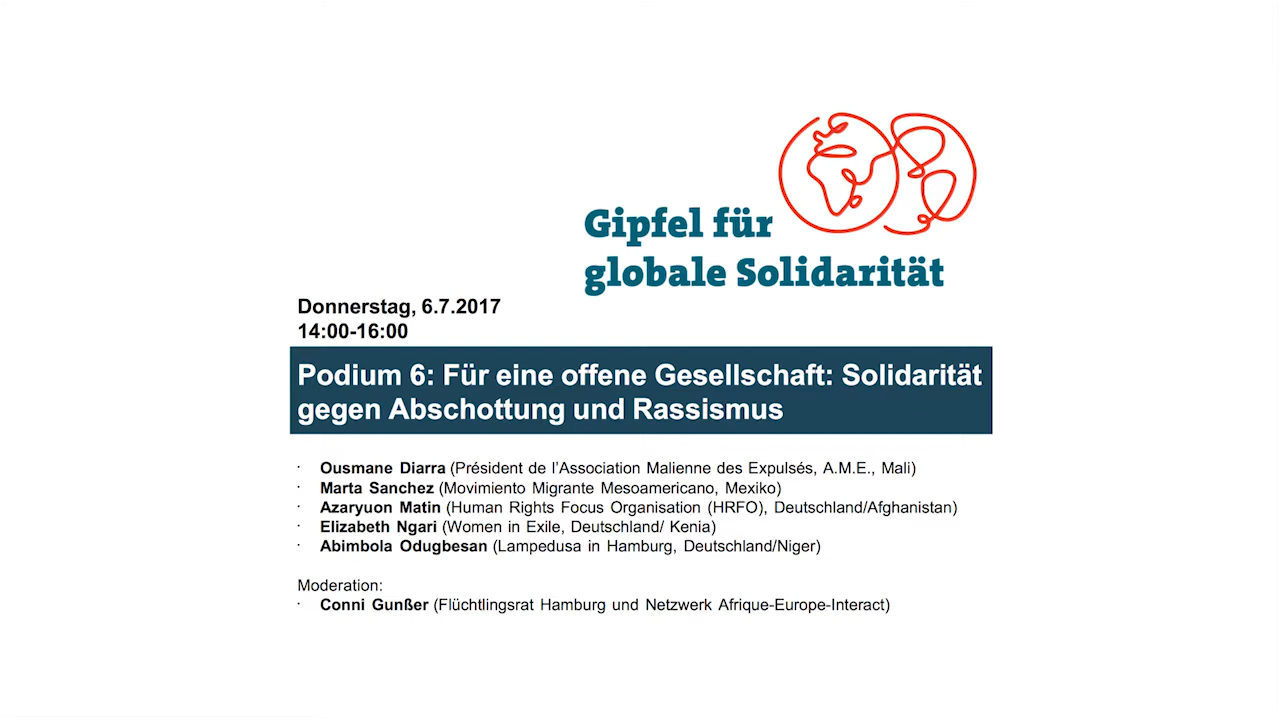 Gipfel für
globale Solidarität
Donnerstag, 6.7.2017
14:00-16:00
Podium 6: Für eine offene Gesellschaft: Solidarität
gegen Abschottung und Rassismus
· Ousmane Diarra (Président de l’Association Malienne des Expulsés, A.M.E., Mali)
· Marta Sanchez (Movimiento Migrante Mesoamericano, Mexiko)
· Azaryuon Matin (Human Rights Focus Organisation (HRFO), Deutschland/Afghanistan)
· Elizabeth Ngari (Women in Exile, Deutschland/ Kenia)
· Abimbola Odugbesan (Lampedusa in Hamburg, Deutschland/Niger)
Moderation:
· Conni Gunßer (Flüchtlingsrat Hamburg und Netzwerk Afrique-Europe-Interact)